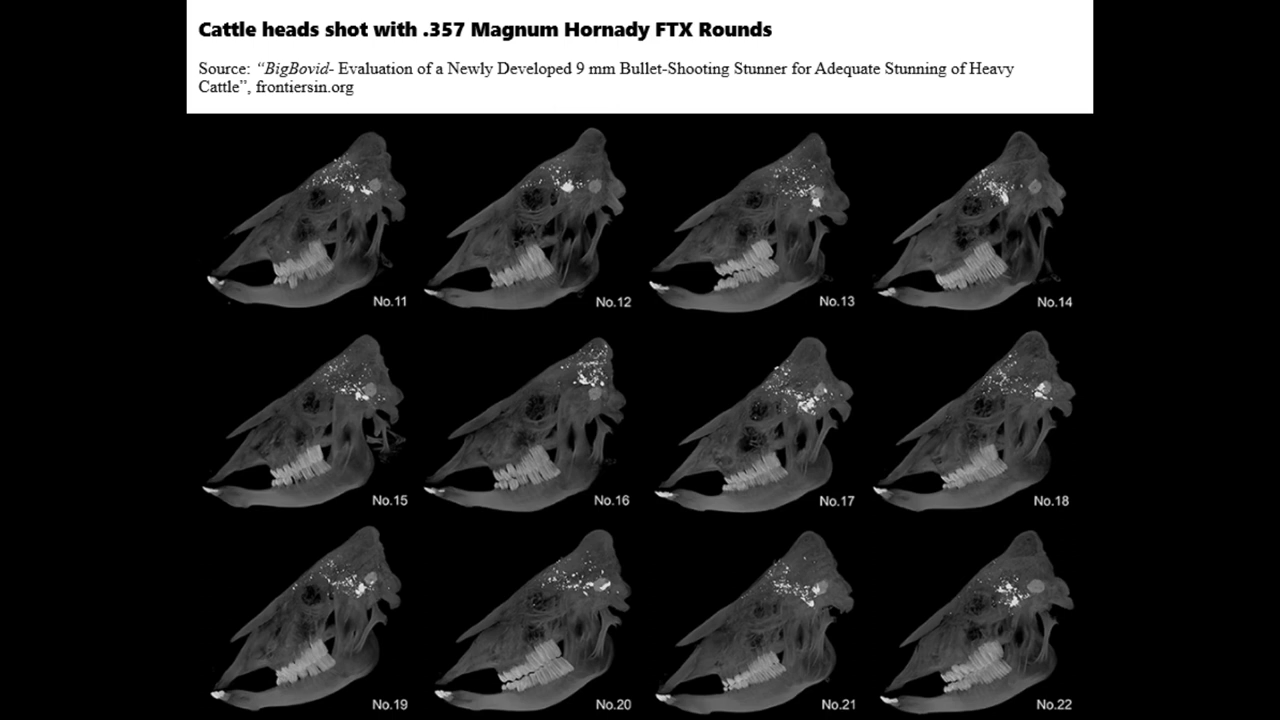 Cattle heads shot with .357 Magnum Hornady FTX Rounds
Source: “BigBovid- Evaluation of a Newly Developed 9 mm Bullet-Shooting Stunner for Adequate Stunning of Heavy
Cattle”, frontiersin.org
No.11 No.12 No.13 No.14
No.15 No.16 No.17 No.18
No.19 No.20 No.21 No.22